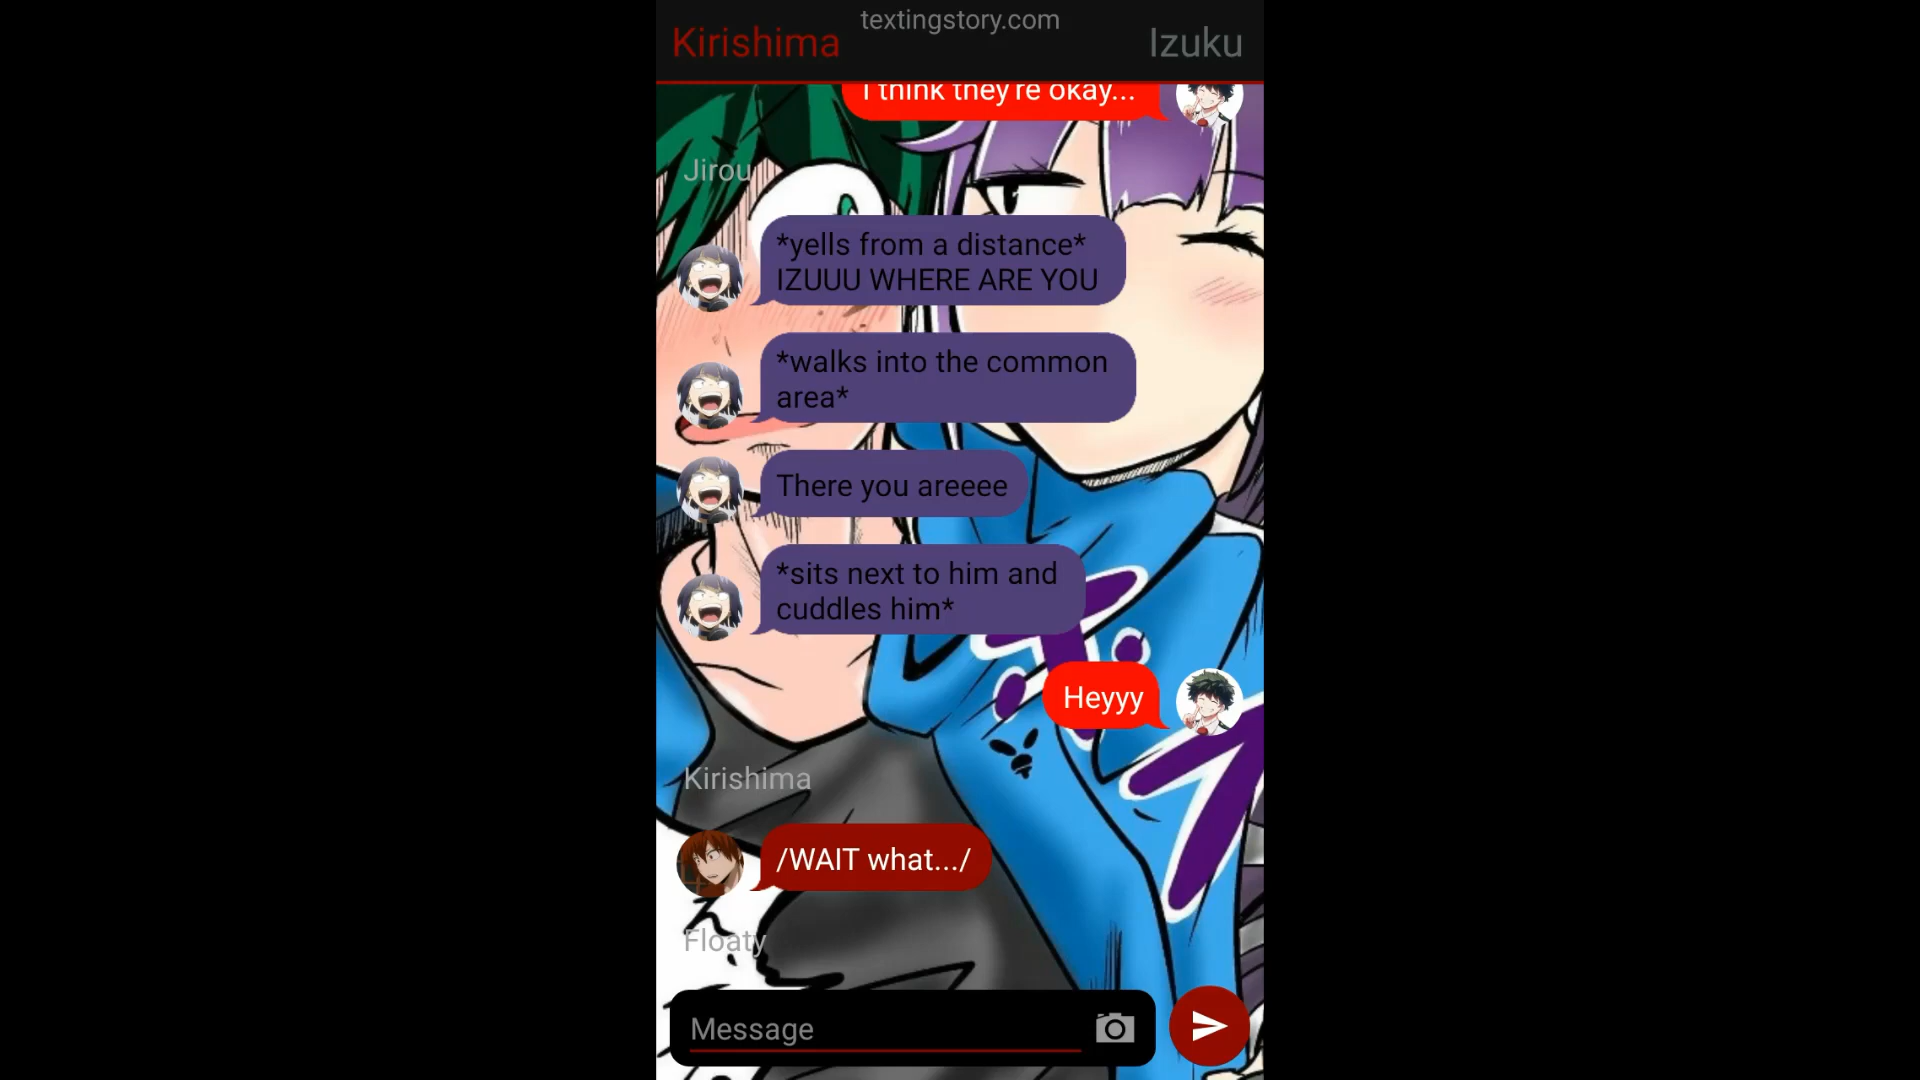 textingstory.com
Kirishima
Izuku
I think they're okay...
Jirou
*yells from a distance*
IZUUU WHERE ARE YOU
*walks into the common
area*
There you areeee
*sits next to him and
cuddles him*
Heyyy
Kirishima
/WAIT what.../
Floaty
Message